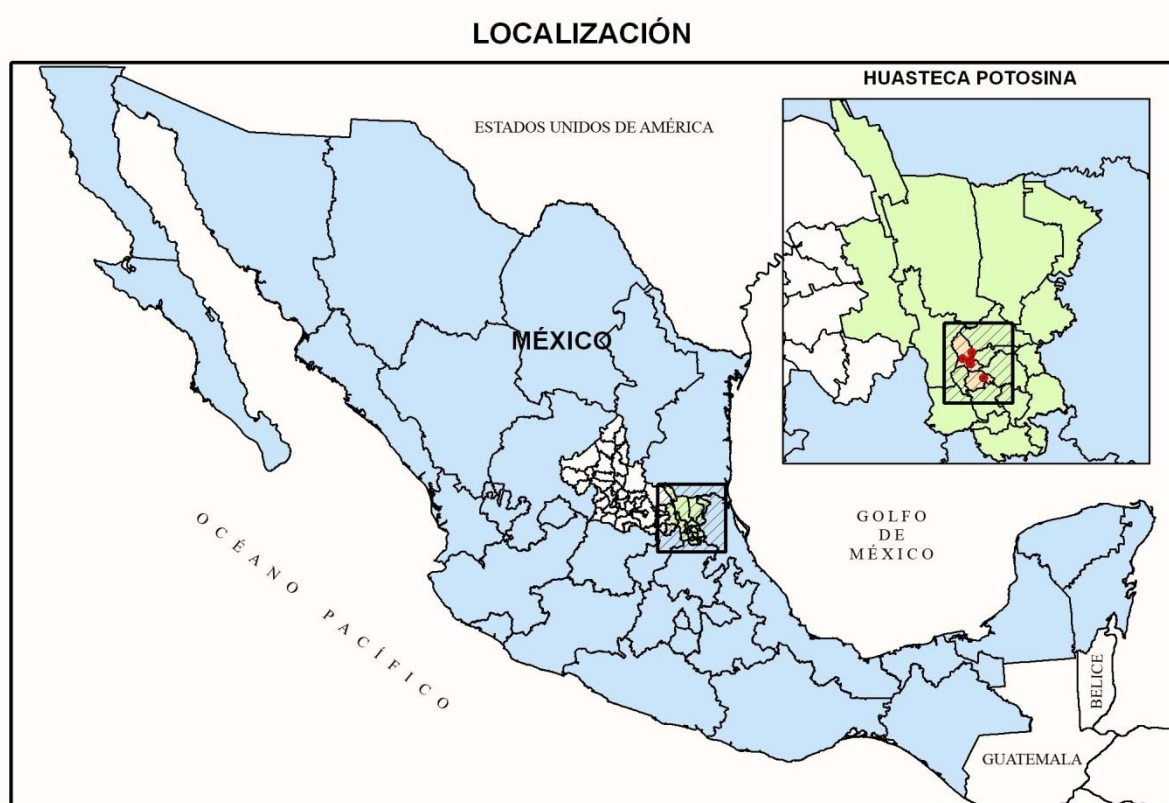 LOCALIZACIÓN
HUASTECA POTOSINA
ESTADOS UNIDOS DE AMÉRICA
MÉXICO
GOLFO
DE
MÉXICO
OCÉANO PACÍFICO
BELICE
GUATEMALA